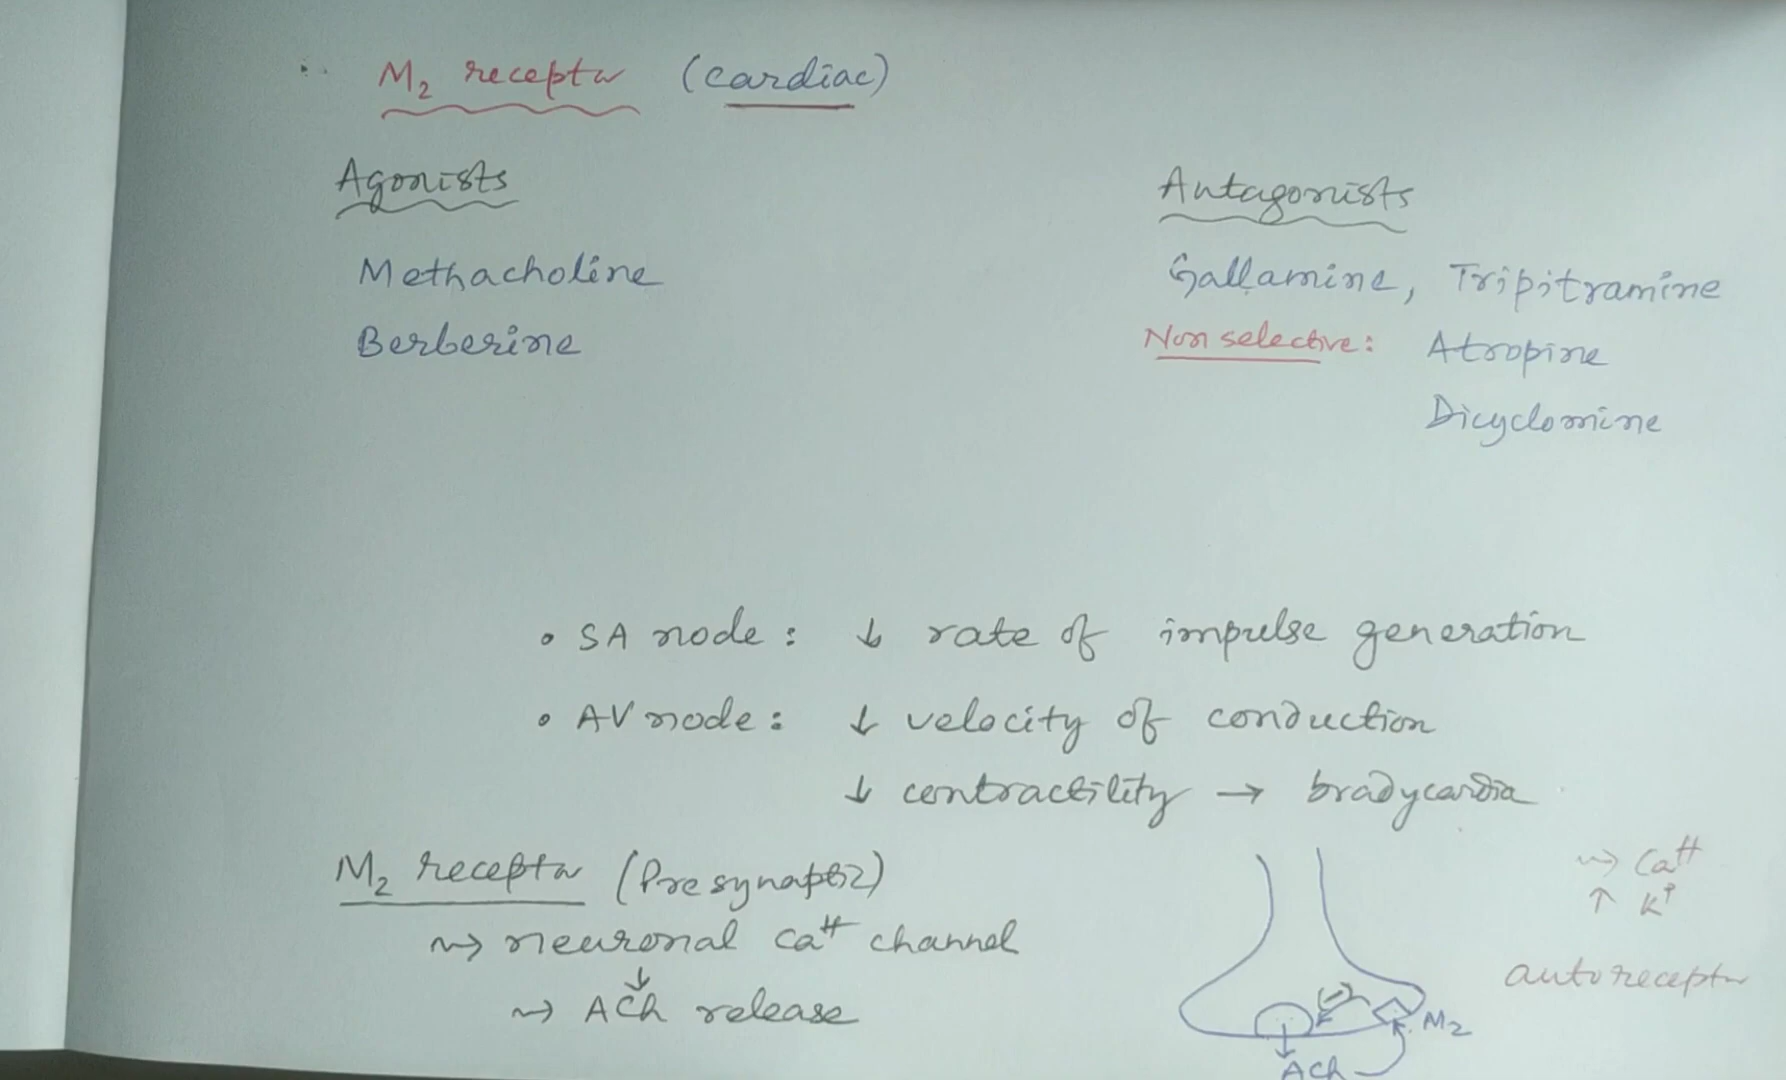 M₂ receptor (cardiac)
Agonists
Antagonists
Methacholine
Gallamine, Tripitramine
Berberine
Non selective: Atropine
Dicyclomine
• SA node: ↓ rate of impulse generation
• AV node: ↓ velocity of conduction
↓ contractility → bradycardia
M₂ receptor (Presynaptic)
⇝ neuronal Ca⁺⁺ channel
↓
⇝ ACh release
⇝ Ca⁺⁺
↑ K⁺
autoreceptor
(-)
M₂
ACh